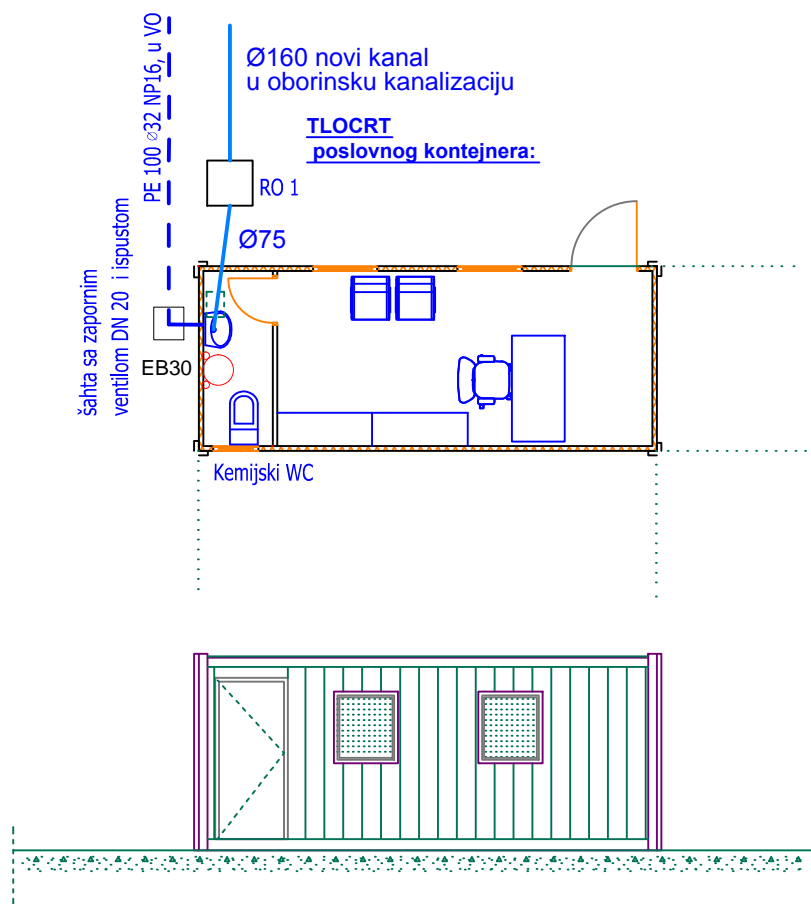 PE 100 ⌀32 NP16, u VO
Ø160 novi kanal
u oborinsku kanalizaciju
TLOCRT
poslovnog kontejnera:
RO 1
Ø75
šahta sa zapornim
ventilom DN 20 i ispustom
EB30
Kemijski WC